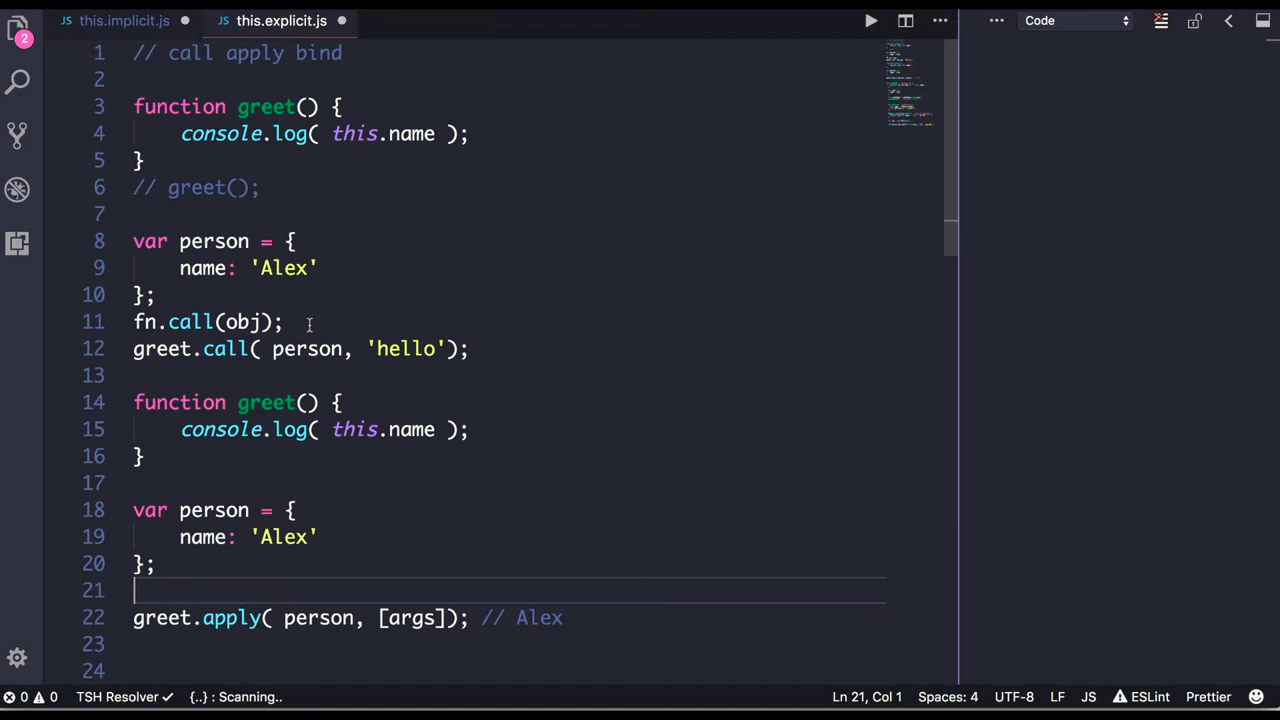 JS this.implicit.js
JS this.explicit.js
Code
2
1 // call apply bind
2
3 function greet() {
4     console.log( this.name );
5 }
6 // greet();
7
8 var person = {
9     name: 'Alex'
10 };
11 fn.call(obj);
12 greet.call( person, 'hello');
13
14 function greet() {
15     console.log( this.name );
16 }
17
18 var person = {
19     name: 'Alex'
20 };
21
22 greet.apply( person, [args]); // Alex
23
24
0 0 TSH Resolver {..} : Scanning.. Ln 21, Col 1 Spaces: 4 UTF-8 LF JS ESLint Prettier